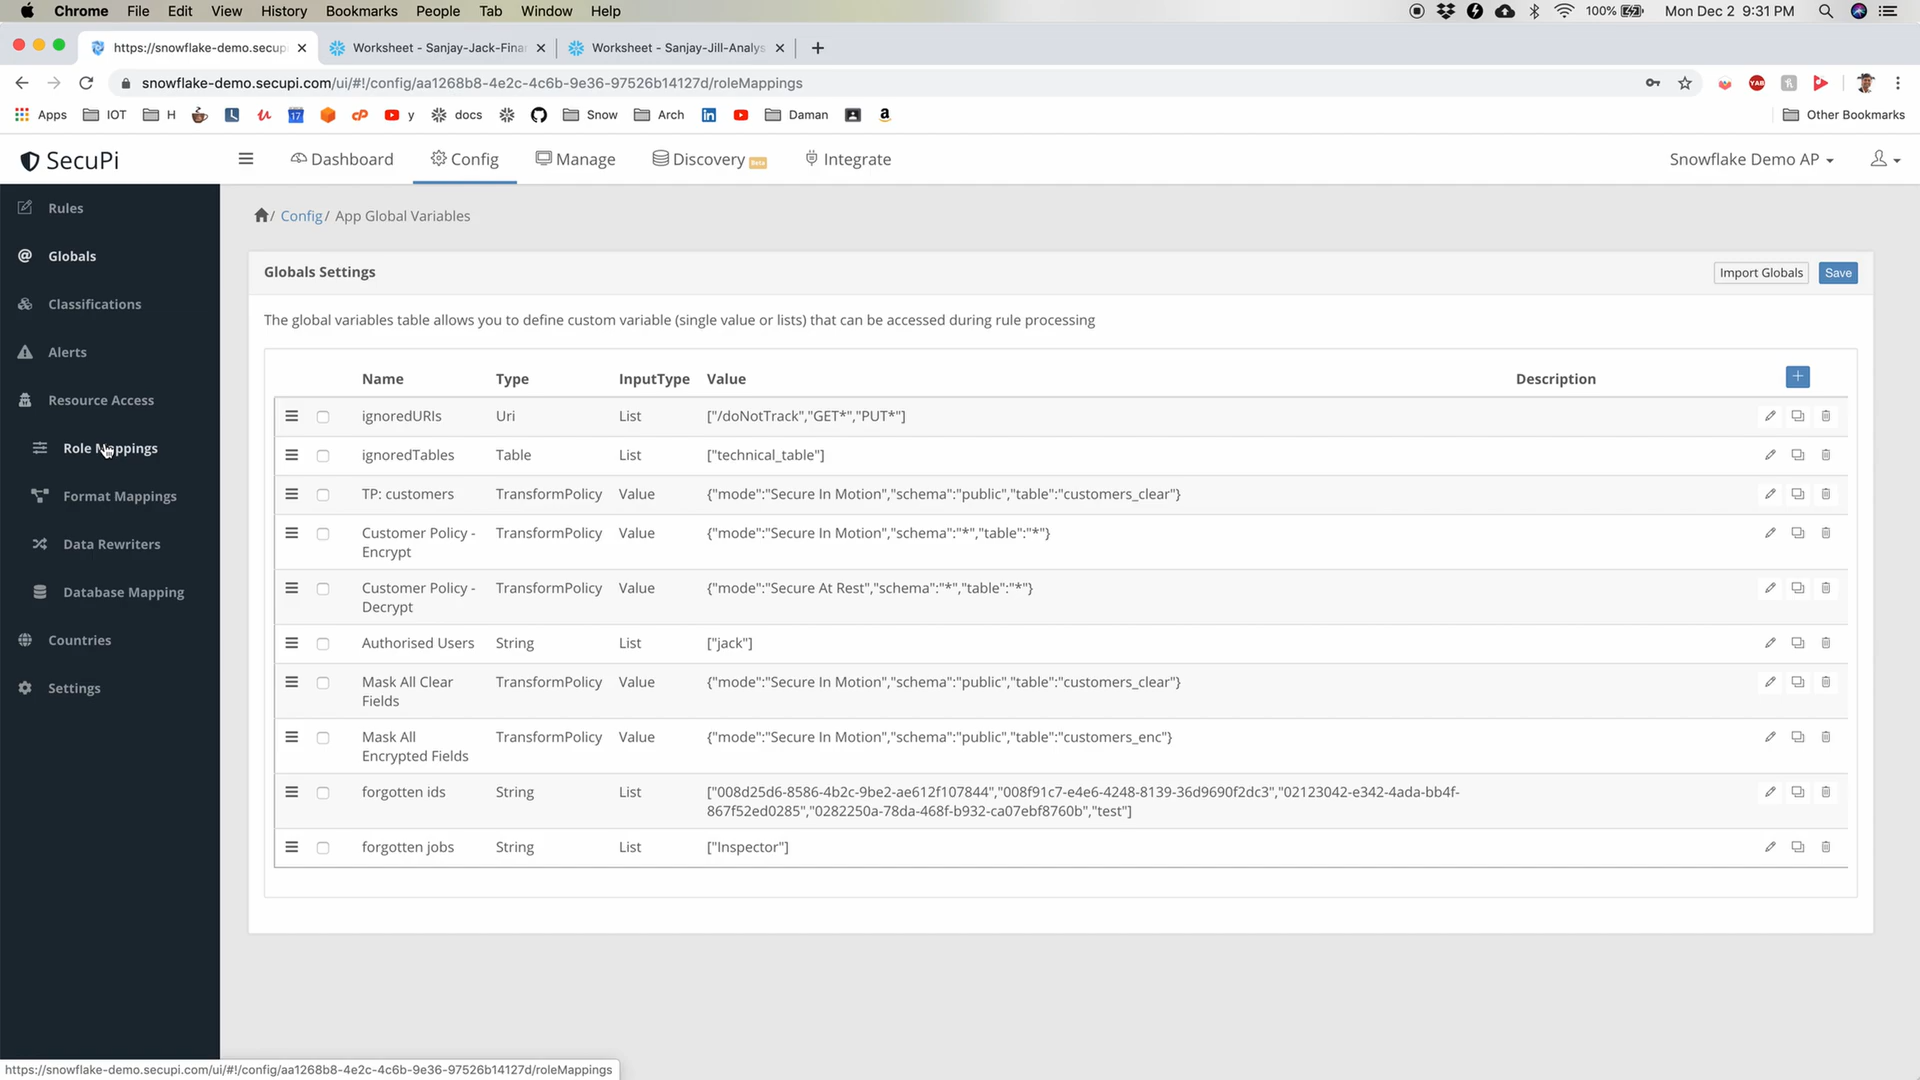 Chrome File Edit View History Bookmarks People Tab Window Help 100% Mon Dec 2 9:31 PM
https://snowflake-demo.secupi Worksheet - Sanjay-Jack-Finan Worksheet - Sanjay-Jill-Analys
snowflake-demo.secupi.com/ui/#!/config/aa1268b8-4e2c-4c6b-9e36-97526b14127d/roleMappings
Apps IOT H y docs Snow Arch Daman Other Bookmarks
SecuPi Dashboard Config Manage Discovery Beta Integrate Snowflake Demo AP
Rules
Globals
Classifications
Alerts
Resource Access
Role Mappings
Format Mappings
Data Rewriters
Database Mapping
Countries
Settings
/ Config / App Global Variables
Globals Settings Import Globals Save
The global variables table allows you to define custom variable (single value or lists) that can be accessed during rule processing
Name Type InputType Value Description
ignoredURIs Uri List ["/doNotTrack","GET*","PUT*"]
ignoredTables Table List ["technical_table"]
TP: customers TransformPolicy Value {"mode":"Secure In Motion","schema":"public","table":"customers_clear"}
Customer Policy - TransformPolicy Value {"mode":"Secure In Motion","schema":"*","table":"*"}
Encrypt
Customer Policy - TransformPolicy Value {"mode":"Secure At Rest","schema":"*","table":"*"}
Decrypt
Authorised Users String List ["jack"]
Mask All Clear TransformPolicy Value {"mode":"Secure In Motion","schema":"public","table":"customers_clear"}
Fields
Mask All TransformPolicy Value {"mode":"Secure In Motion","schema":"public","table":"customers_enc"}
Encrypted Fields
forgotten ids String List ["008d25d6-8586-4b2c-9be2-ae612f107844","008f91c7-e4e6-4248-8139-36d9690f2dc3","02123042-e342-4ada-bb4f-
867f52ed0285","0282250a-78da-468f-b932-ca07ebf8760b","test"]
forgotten jobs String List ["Inspector"]
https://snowflake-demo.secupi.com/ui/#!/config/aa1268b8-4e2c-4c6b-9e36-97526b14127d/roleMappings